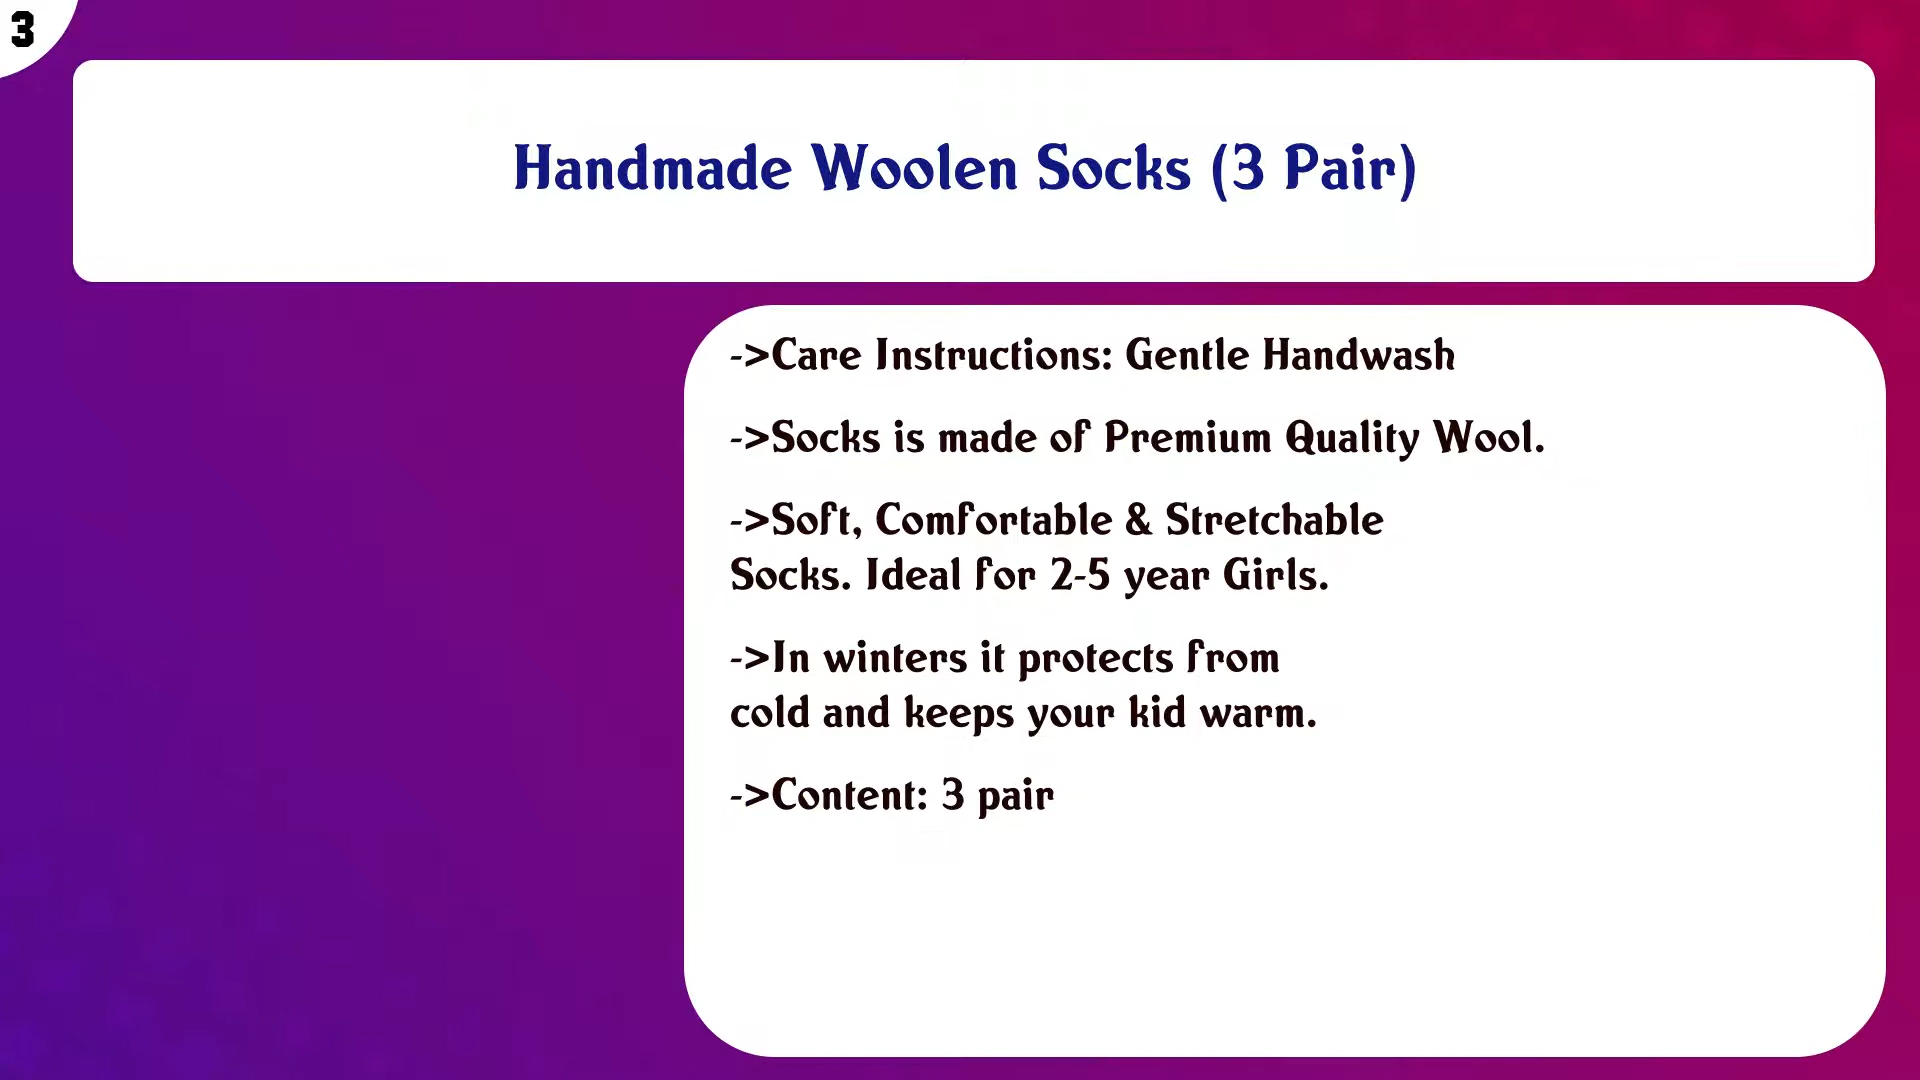 3
Handmade Woolen Socks (3 Pair)
->Care Instructions: Gentle Handwash
->Socks is made of Premium Quality Wool.
->Soft, Comfortable & Stretchable
Socks. Ideal for 2-5 year Girls.
->In winters it protects from
cold and keeps your kid warm.
->Content: 3 pair